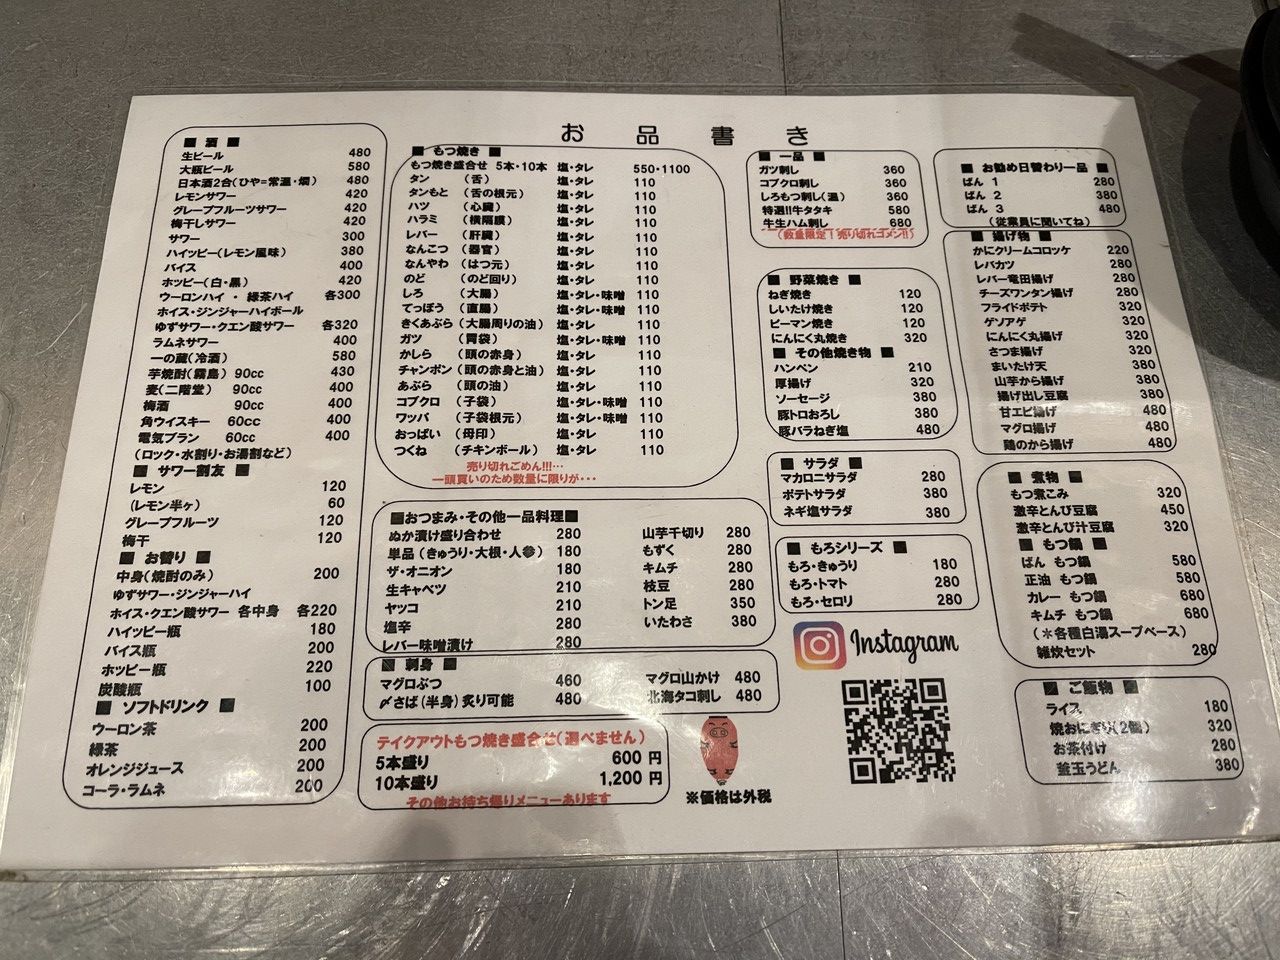 お品書き
■ 酒 ■
生ビール 480
大瓶ビール 580
日本酒2合(ひや=常温・燗) 480
レモンサワー 420
グレープフルーツサワー 420
梅干しサワー 420
サワー 300
ハイッピー(レモン風味) 380
バイス 400
ホッピー(白・黒) 420
ウーロンハイ ・ 緑茶ハイ 各300
ホイス・ジンジャーハイボール
ゆずサワー・クエン酸サワー 各320
ラムネサワー 400
一の蔵(冷酒) 580
芋焼酎(霧島) 90cc 430
麦(二階堂) 90cc 400
梅酒 90cc 400
角ウイスキー 60cc 400
電気ブラン 60cc 400
(ロック・水割り・お湯割など)
■ サワー割友 ■
レモン 120
(レモン半ヶ) 60
グレープフルーツ 120
梅干 120
■ お替り ■
中身(焼酎のみ) 200
ゆずサワー・ジンジャーハイ
ホイス・クエン酸サワー 各中身 各220
ハイッピー瓶 180
バイス瓶 200
ホッピー瓶 220
炭酸瓶 100
■ ソフトドリンク ■
ウーロン茶 200
緑茶 200
オレンジジュース 200
コーラ・ラムネ 200
■ もつ焼き ■
もつ焼き盛合せ 5本・10本 塩・タレ 550・1100
タン (舌) 塩・タレ 110
タンもと (舌の根元) 塩・タレ 110
ハツ (心臓) 塩・タレ 110
ハラミ (横隔膜) 塩・タレ 110
レバー (肝臓) 塩・タレ 110
なんこつ (器官) 塩・タレ 110
なんやわ (はつ元) 塩・タレ 110
のど (のど回り) 塩・タレ 110
しろ (大腸) 塩・タレ・味噌 110
てっぽう (直腸) 塩・タレ・味噌 110
きくあぶら (大腸周りの油) 塩・タレ 110
ガツ (胃袋) 塩・タレ・味噌 110
かしら (頭の赤身) 塩・タレ 110
チャンポン (頭の赤身と油) 塩・タレ 110
あぶら (頭の油) 塩・タレ 110
コブクロ (子袋) 塩・タレ・味噌 110
ワッパ (子袋根元) 塩・タレ・味噌 110
おっぱい (母印) 塩・タレ 110
つくね (チキンボール) 塩・タレ 110
売り切れごめん!!!…
一頭買いのため数量に限りが・・・
■おつまみ・その他一品料理■
ぬか漬け盛り合わせ 280
単品 (きゅうり・大根・人参) 180
ザ・オニオン 180
生キャベツ 210
ヤッコ 210
塩辛 280
レバー味噌漬け 280
山芋千切り 280
もずく 280
キムチ 280
枝豆 280
トン足 350
いたわさ 380
■ 刺身 ■
マグロぶつ 460
〆さば(半身)炙り可能 480
マグロ山かけ 480
北海タコ刺し 480
テイクアウトもつ焼き盛合せ(選べません)
5本盛り 600 円
10本盛り 1,200 円
その他お持ち帰りメニューあります
※価格は外税
■ 一品 ■
ガツ刺し 360
コブクロ刺し 360
しろもつ刺し(温) 360
特選!!牛タタキ 580
牛生ハム刺し 680
(数量限定!売り切れゴメン!!)
■ 野菜焼き ■
ねぎ焼き 120
しいたけ焼き 120
ピーマン焼き 120
にんにく丸焼き 320
■ その他焼き物 ■
ハンペン 210
厚揚げ 320
ソーセージ 380
豚トロおろし 380
豚バラねぎ塩 480
■ サラダ ■
マカロニサラダ 280
ポテトサラダ 380
ネギ塩サラダ 380
■ もろシリーズ ■
もろ・きゅうり 180
もろ・トマト 280
もろ・セロリ 280
Instagram
■ お勧め日替わり一品 ■
ばん 1 280
ばん 2 380
ばん 3 480
(従業員に聞いてね)
■ 揚げ物 ■
かにクリームコロッケ 220
レバカツ 280
レバー竜田揚げ 280
チーズワンタン揚げ 280
フライドポテト 320
ゲソアゲ 320
にんにく丸揚げ 320
さつま揚げ 320
まいたけ天 380
山芋から揚げ 380
揚げ出し豆腐 380
甘エビ揚げ 480
マグロ揚げ 480
鶏のから揚げ 480
■ 煮物 ■
もつ煮こみ 320
激辛とんび豆腐 450
激辛とんび汁豆腐 320
■ もつ鍋 ■
ばん もつ鍋 580
正油 もつ鍋 580
カレー もつ鍋 680
キムチ もつ鍋 680
(*各種白湯スープベース)
雑炊セット 280
■ ご飯物 ■
ライス 180
焼おにぎり(2個) 320
お茶付け 280
釜玉うどん 380